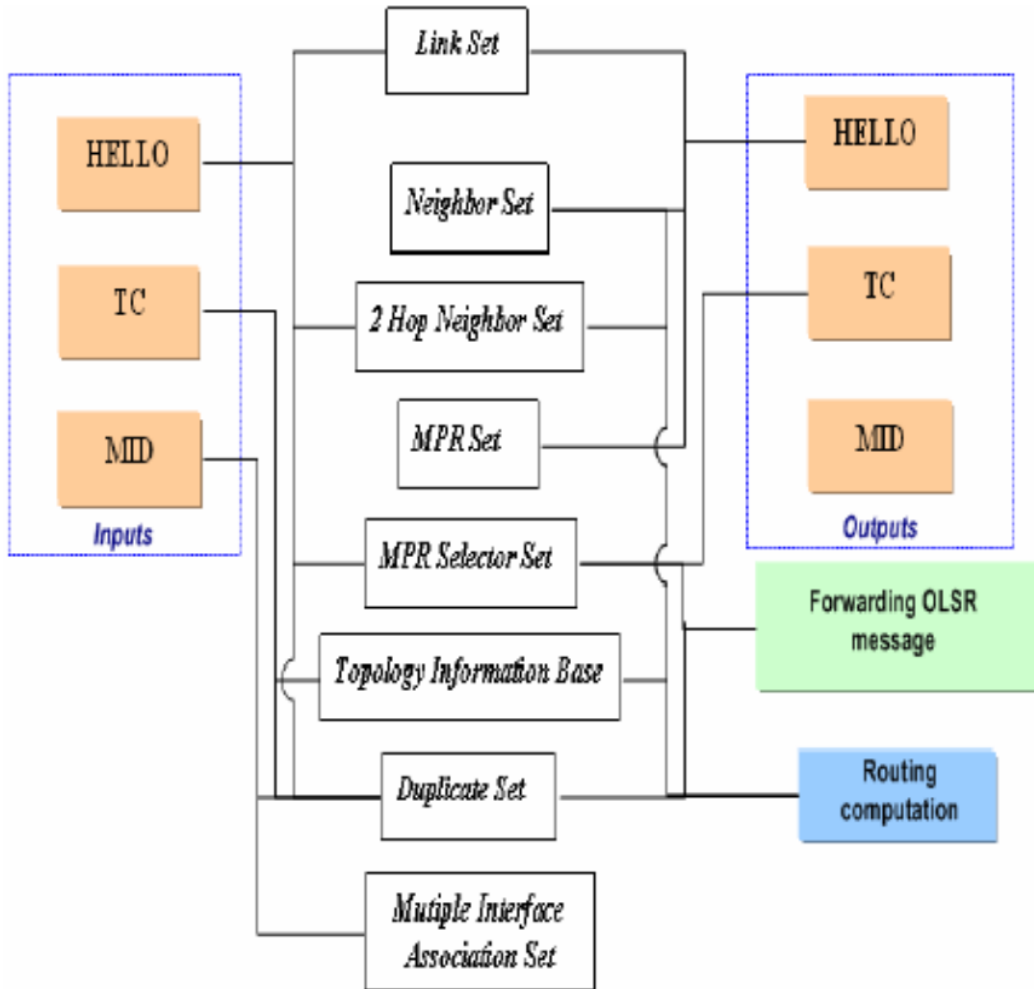 Link Set
HELLO
HELLO
Neighbor Set
TC
TC
2 Hop Neighbor Set
MID
MPR Set
MID
Inputs
Outputs
MPR Selector Set
Forwarding OLSR
message
Topology Information Base
Duplicate Set
Routing
computation
Mutiple Interface
Association Set